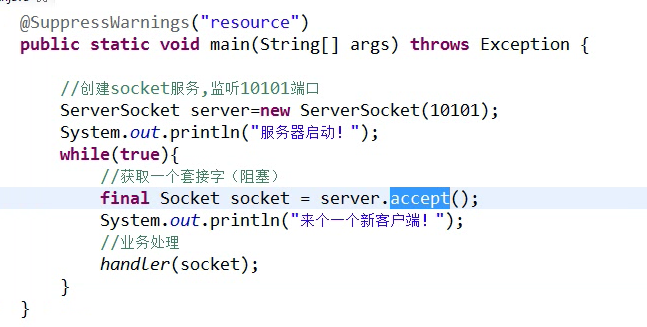 @SuppressWarnings("resource")
public static void main(String[] args) throws Exception {
//创建socket服务,监听10101端口
ServerSocket server=new ServerSocket(10101);
System.out.println("服务器启动！");
while(true){
//获取一个套接字（阻塞）
final Socket socket = server.accept();
System.out.println("来个一个新客户端！");
//业务处理
handler(socket);
}
}